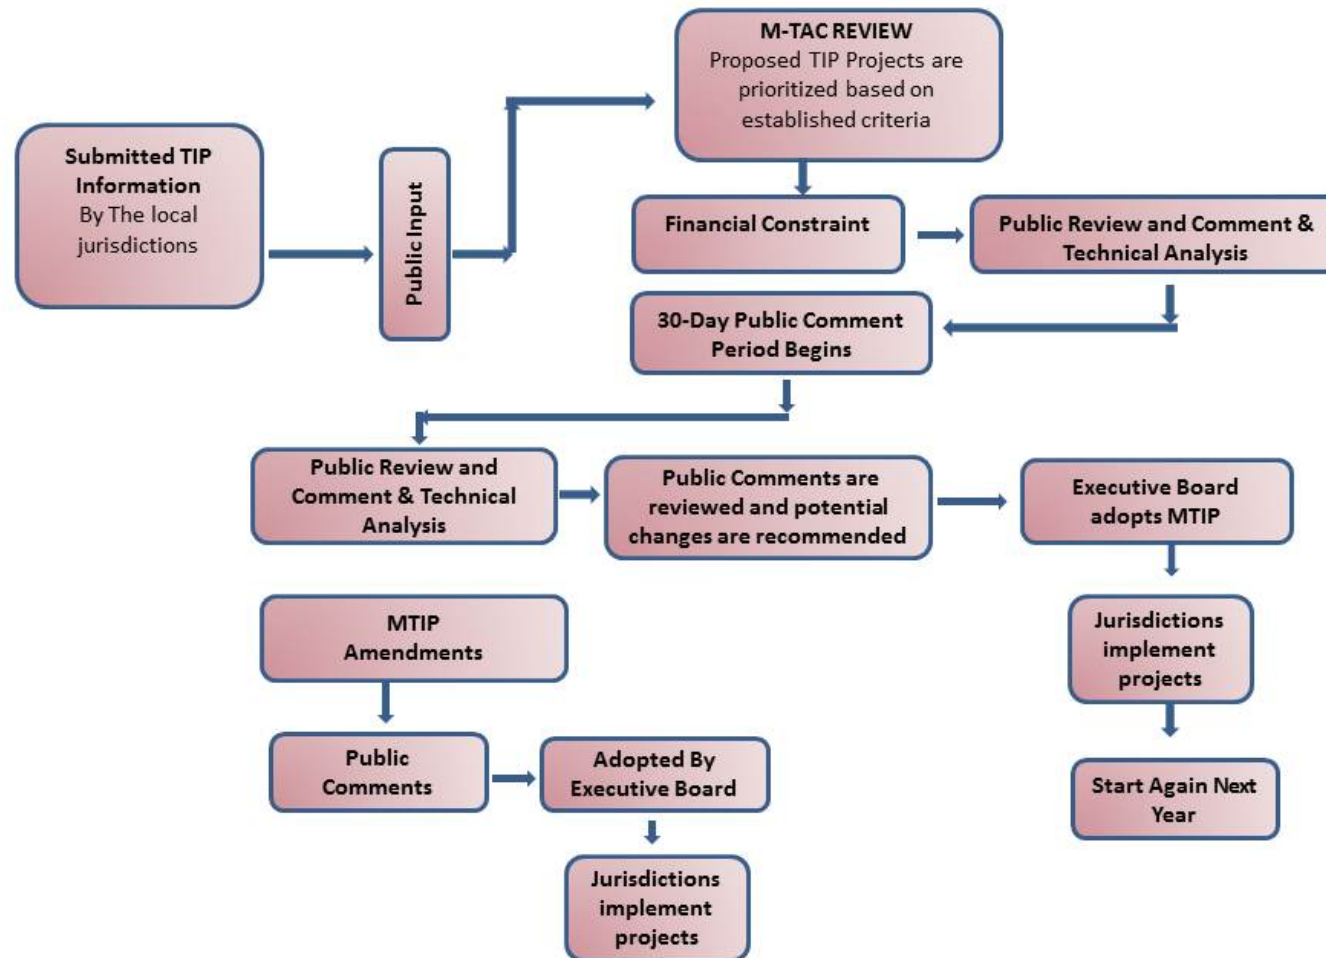 M-TAC REVIEW
Proposed TIP Projects are
prioritized based on
established criteria
Submitted TIP
Information
By The local
jurisdictions
Public Input
Financial Constraint
Public Review and Comment &
Technical Analysis
30-Day Public Comment
Period Begins
Public Review and
Comment & Technical
Analysis
Public Comments are
reviewed and potential
changes are recommended
Executive Board
adopts MTIP
Jurisdictions
implement
projects
Start Again Next
Year
MTIP
Amendments
Public
Comments
Adopted By
Executive Board
Jurisdictions
implement
projects